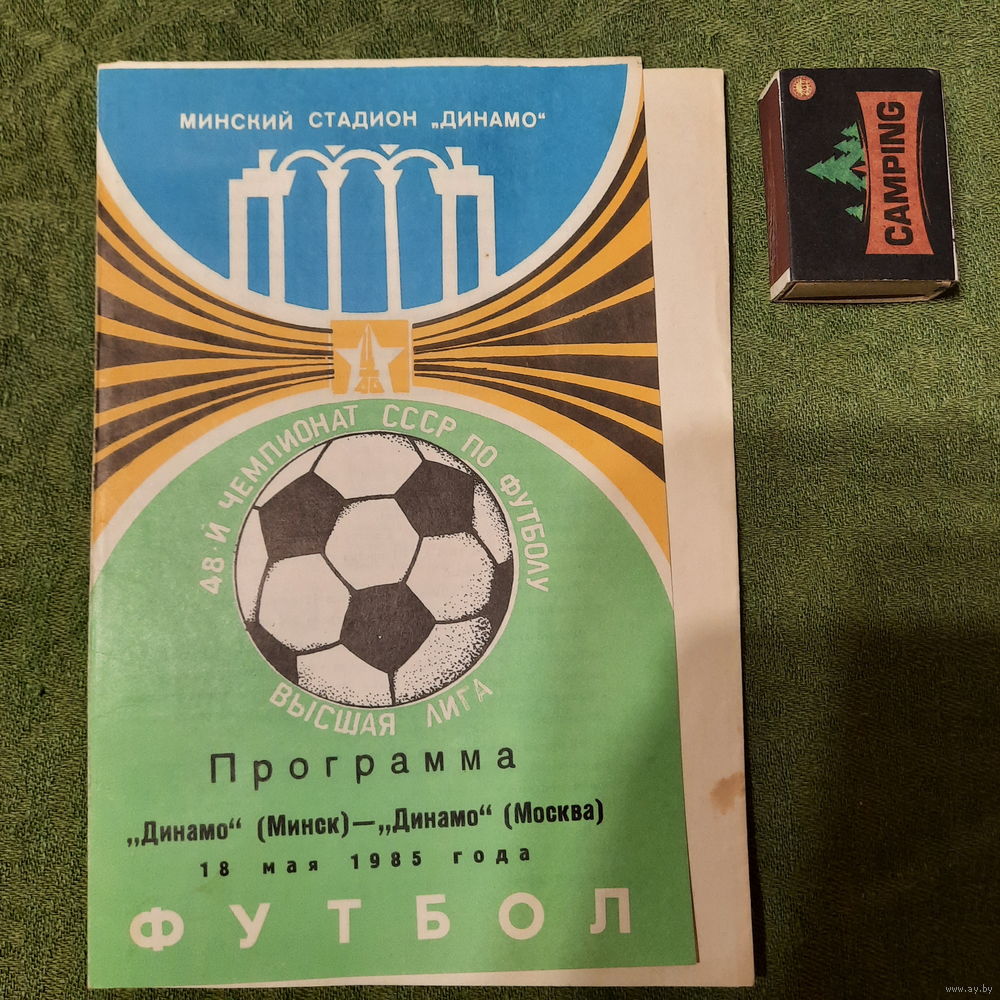 МИНСКИЙ СТАДИОН „ДИНАМО“
40
48-Й ЧЕМПИОНАТ СССР ПО ФУТБОЛУ
ВЫСШАЯ ЛИГА
Программа
„Динамо“ (Минск)—„Динамо“ (Москва)
18 мая 1985 года
ФУТБОЛ
CAMPING
www.ay.by